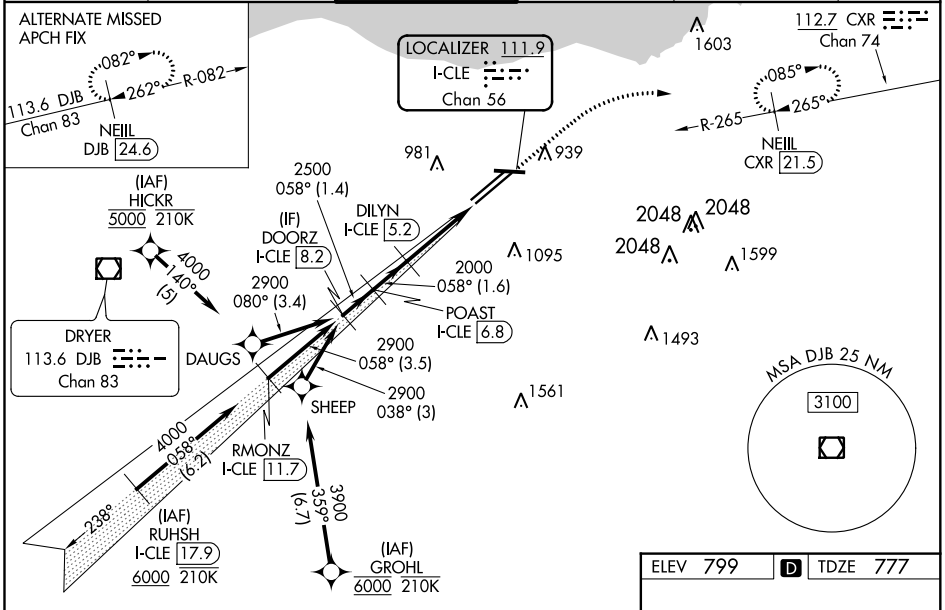 ALTERNATE MISSED
APCH FIX
082°
R-082
262°
113.6 DJB
Chan 83
NEIIL
DJB 24.6
LOCALIZER 111.9
I-CLE
Chan 56
1603
112.7 CXR
Chan 74
085°
265°
R-265
NEIIL
CXR 21.5
981
939
(IAF)
HICKR
5000 210K
4000
140°
(5)
2500
058° (1.4)
(IF)
DOORZ
I-CLE 8.2
DILYN
I-CLE 5.2
2048
2048
2048
1599
1095
2000
058° (1.6)
2900
080° (3.4)
POAST
I-CLE 6.8
DRYER
113.6 DJB
Chan 83
DAUGS
2900
058° (3.5)
1493
2900
038° (3)
SHEEP
1561
MSA DJB 25 NM
3100
4000
058°
(6.2)
RMONZ
I-CLE 11.7
238°
(IAF)
RUHSH
I-CLE 17.9
6000 210K
3900
359°
(6.7)
(IAF)
GROHL
6000 210K
ELEV 799 D TDZE 777